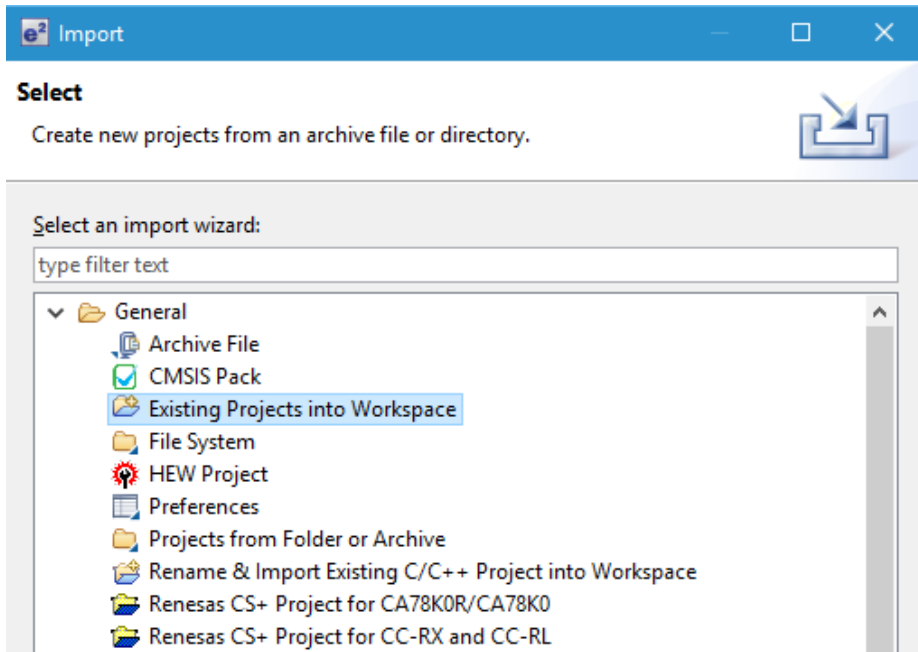 e² Import
Select
Create new projects from an archive file or directory.
Select an import wizard:
type filter text
General
Archive File
CMSIS Pack
Existing Projects into Workspace
File System
HEW Project
Preferences
Projects from Folder or Archive
Rename & Import Existing C/C++ Project into Workspace
Renesas CS+ Project for CA78K0R/CA78K0
Renesas CS+ Project for CC-RX and CC-RL